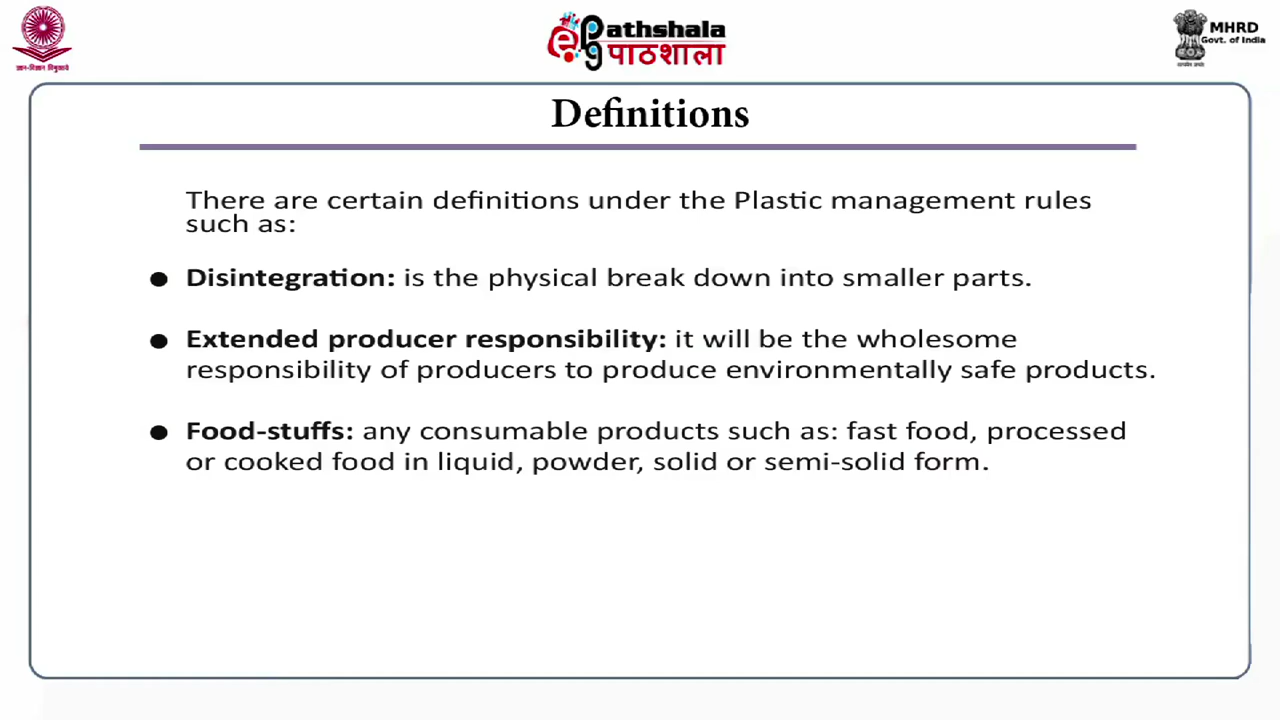 ज्ञान-विज्ञान विमुक्तये
ePathshala
पाठशाला
MHRD
Govt. of India
Definitions
There are certain definitions under the Plastic management rules
such as:
● Disintegration: is the physical break down into smaller parts.
● Extended producer responsibility: it will be the wholesome
responsibility of producers to produce environmentally safe products.
● Food-stuffs: any consumable products such as: fast food, processed
or cooked food in liquid, powder, solid or semi-solid form.